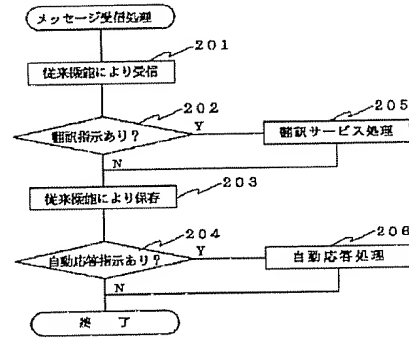 メッセージ受信処理
201
従来機能により受信
202
翻訳指示あり?
Y
205
翻訳サービス処理
N
203
従来機能により保存
204
自動応答指示あり?
Y
206
自動応答処理
N
終 了